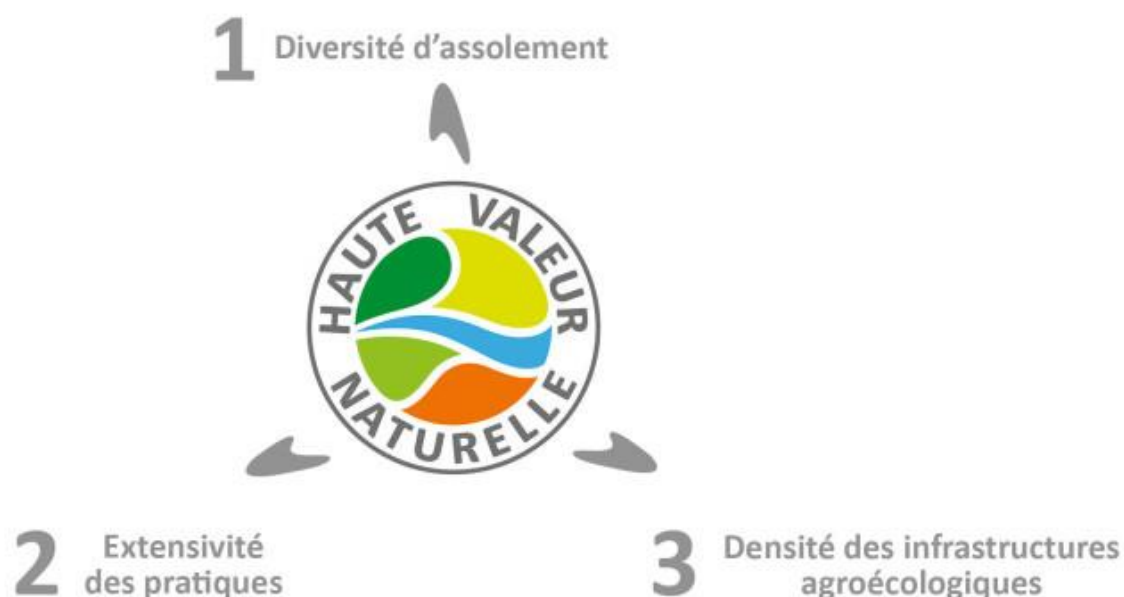 1 Diversité d’assolement
HAUTE VALEUR
NATURELLE
2 Extensivité
des pratiques
3 Densité des infrastructures
agroécologiques